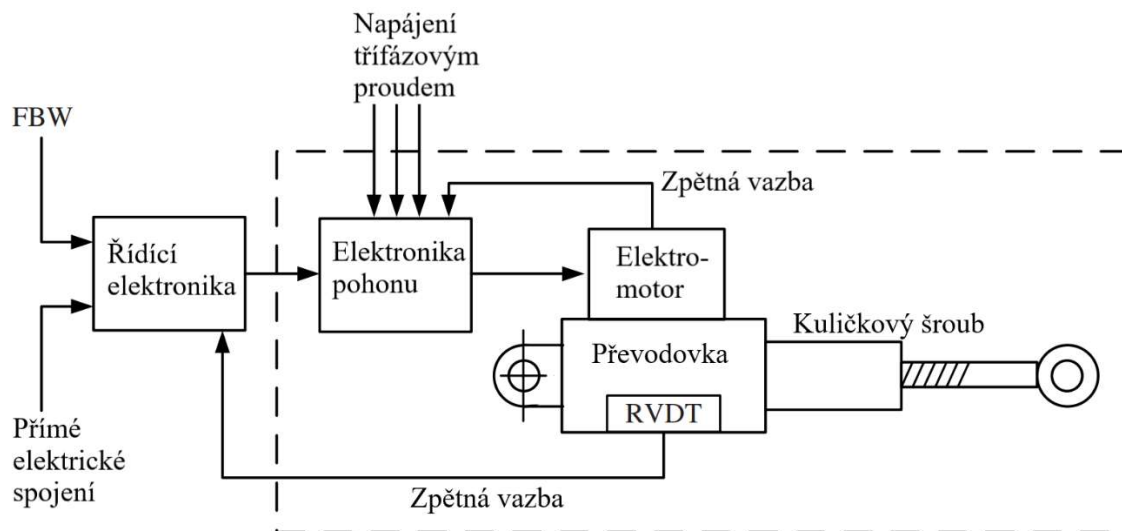 Napájení
třífázovým
proudem
FBW
Zpětná vazba
Řídící
elektronika
Elektronika
pohonu
Elektro-
motor
Kuličkový šroub
Převodovka
RVDT
Přímé
elektrické
spojení
Zpětná vazba